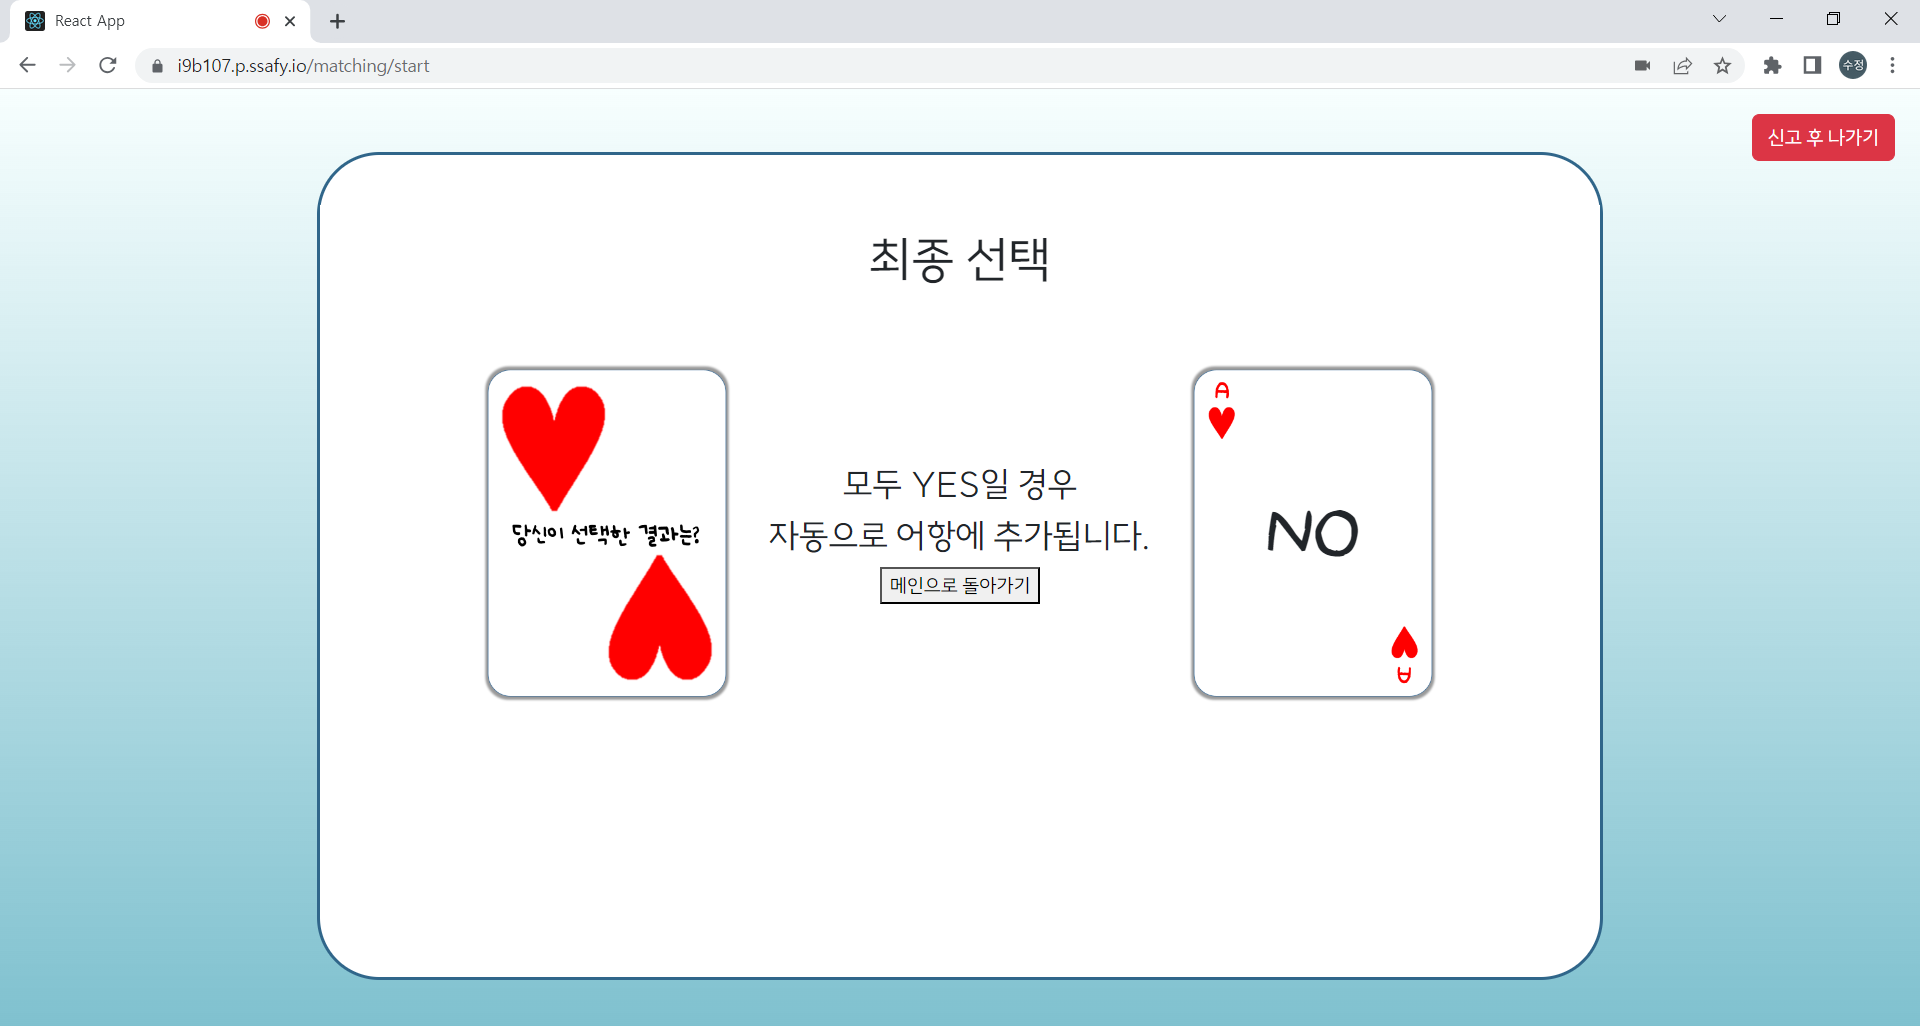 React App
i9b107.p.ssafy.io/matching/start
수정
신고 후 나가기
최종 선택
당신이 선택한 결과는?
모두 YES일 경우
자동으로 어항에 추가됩니다.
메인으로 돌아가기
A
NO
A